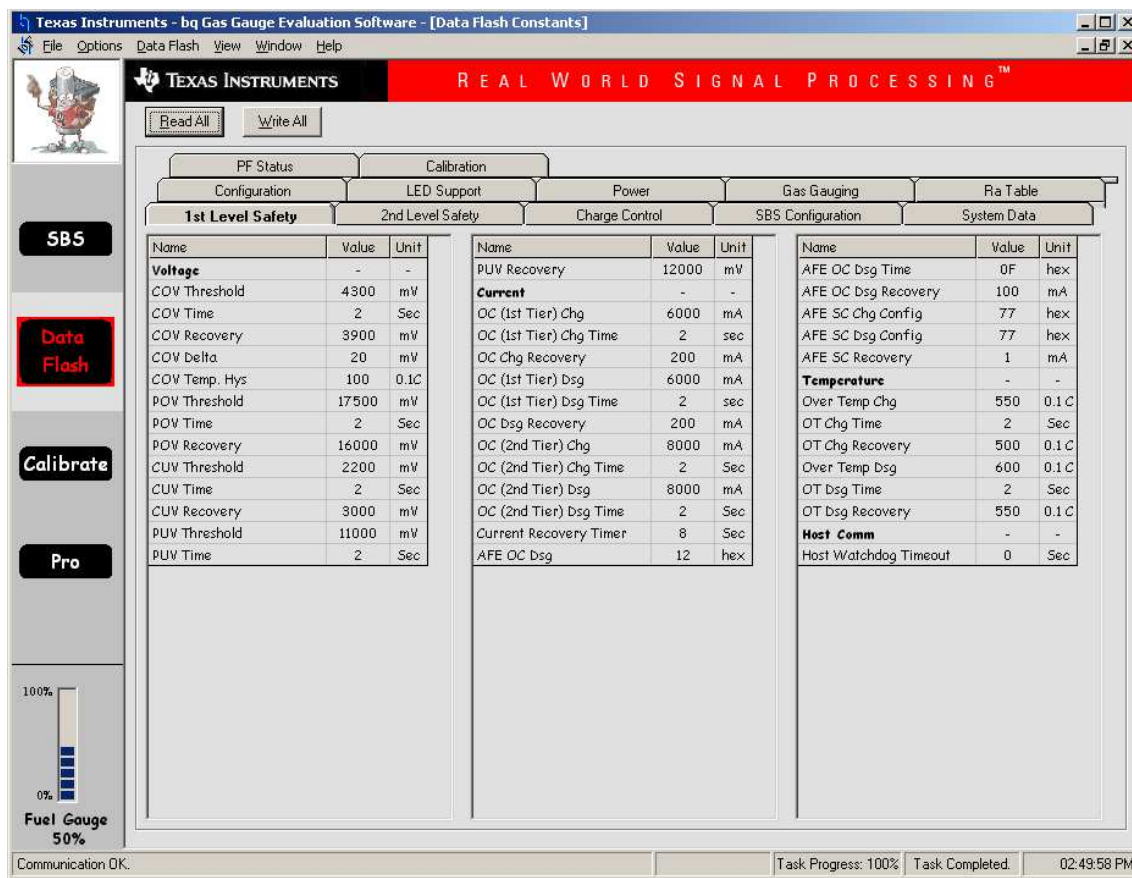 Texas Instruments - bq Gas Gauge Evaluation Software - [Data Flash Constants]
File Options Data Flash View Window Help
TEXAS INSTRUMENTS REAL WORLD SIGNAL PROCESSING™
Read All Write All
PF Status Calibration
Configuration LED Support Power Gas Gauging Ra Table
1st Level Safety 2nd Level Safety Charge Control SBS Configuration System Data
SBS
Data
Flash
Calibrate
Pro
100%
0%
Fuel Gauge
50%
Name Value Unit
Voltage - -
COV Threshold 4300 mV
COV Time 2 Sec
COV Recovery 3900 mV
COV Delta 20 mV
COV Temp. Hys 100 0.1C
POV Threshold 17500 mV
POV Time 2 Sec
POV Recovery 16000 mV
CUV Threshold 2200 mV
CUV Time 2 Sec
CUV Recovery 3000 mV
PUV Threshold 11000 mV
PUV Time 2 Sec
Name Value Unit
PUV Recovery 12000 mV
Current - -
OC (1st Tier) Chg 6000 mA
OC (1st Tier) Chg Time 2 sec
OC Chg Recovery 200 mA
OC (1st Tier) Dsg 6000 mA
OC (1st Tier) Dsg Time 2 sec
OC Dsg Recovery 200 mA
OC (2nd Tier) Chg 8000 mA
OC (2nd Tier) Chg Time 2 Sec
OC (2nd Tier) Dsg 8000 mA
OC (2nd Tier) Dsg Time 2 Sec
Current Recovery Timer 8 Sec
AFE OC Dsg 12 hex
Name Value Unit
AFE OC Dsg Time 0F hex
AFE OC Dsg Recovery 100 mA
AFE SC Chg Config 77 hex
AFE SC Dsg Config 77 hex
AFE SC Recovery 1 mA
Temperature - -
Over Temp Chg 550 0.1 C
OT Chg Time 2 Sec
OT Chg Recovery 500 0.1 C
Over Temp Dsg 600 0.1 C
OT Dsg Time 2 Sec
OT Dsg Recovery 550 0.1 C
Host Comm - -
Host Watchdog Timeout 0 Sec
Communication OK. Task Progress: 100% Task Completed. 02:49:58 PM